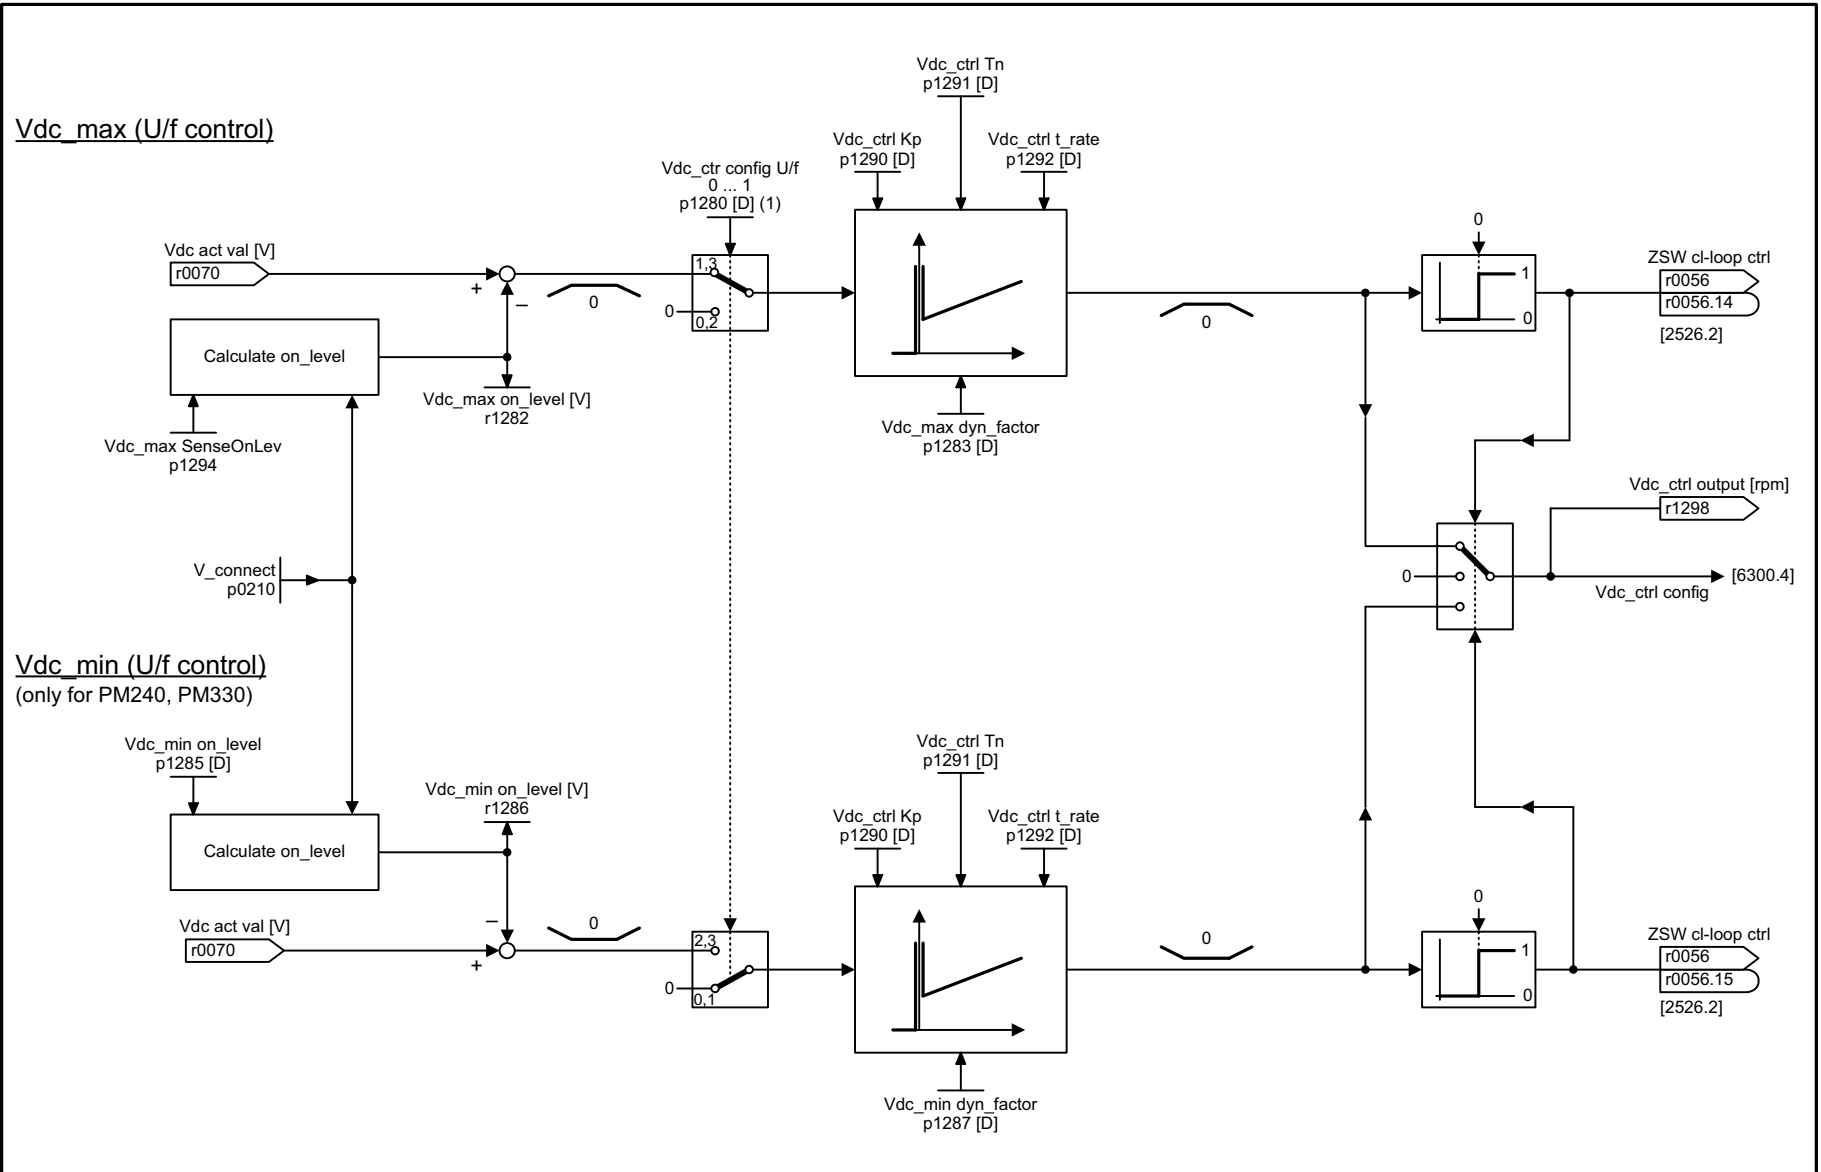 Vdc_max (U/f control)
Vdc_ctrl Tn
p1291 [D]
Vdc_ctrl Kp
p1290 [D]
Vdc_ctrl t_rate
p1292 [D]
Vdc_ctr config U/f
0 ... 1
p1280 [D] (1)
Vdc act val [V]
r0070
+
–
0
1,3
0
0,2
0
0
1
0
ZSW cl-loop ctrl
r0056
r0056.14
[2526.2]
Calculate on_level
Vdc_max on_level [V]
r1282
Vdc_max SenseOnLev
p1294
Vdc_max dyn_factor
p1283 [D]
Vdc_ctrl output [rpm]
r1298
V_connect
p0210
0
[6300.4]
Vdc_ctrl config
Vdc_min (U/f control)
(only for PM240, PM330)
Vdc_min on_level
p1285 [D]
Vdc_min on_level [V]
r1286
Vdc_ctrl Tn
p1291 [D]
Vdc_ctrl Kp
p1290 [D]
Vdc_ctrl t_rate
p1292 [D]
Calculate on_level
Vdc act val [V]
r0070
–
+
0
2,3
0
0,1
0
0
1
0
ZSW cl-loop ctrl
r0056
r0056.15
[2526.2]
Vdc_min dyn_factor
p1287 [D]